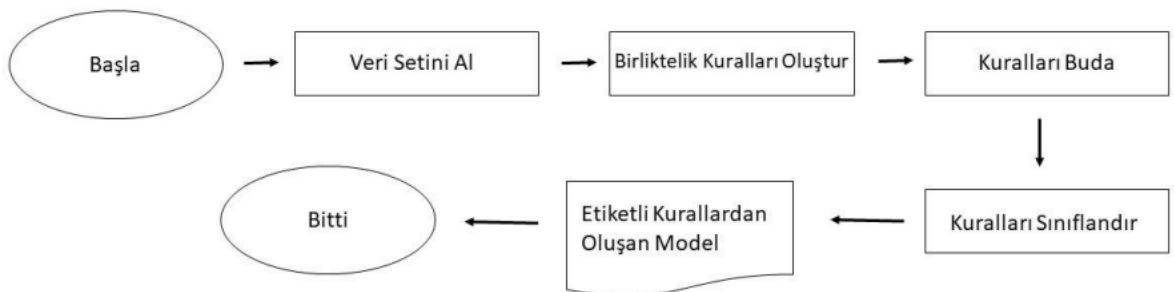 Başla
Veri Setini Al
Birliktelik Kuralları Oluştur
Kuralları Buda
Kuralları Sınıflandır
Etiketli Kurallardan
Oluşan Model
Bitti